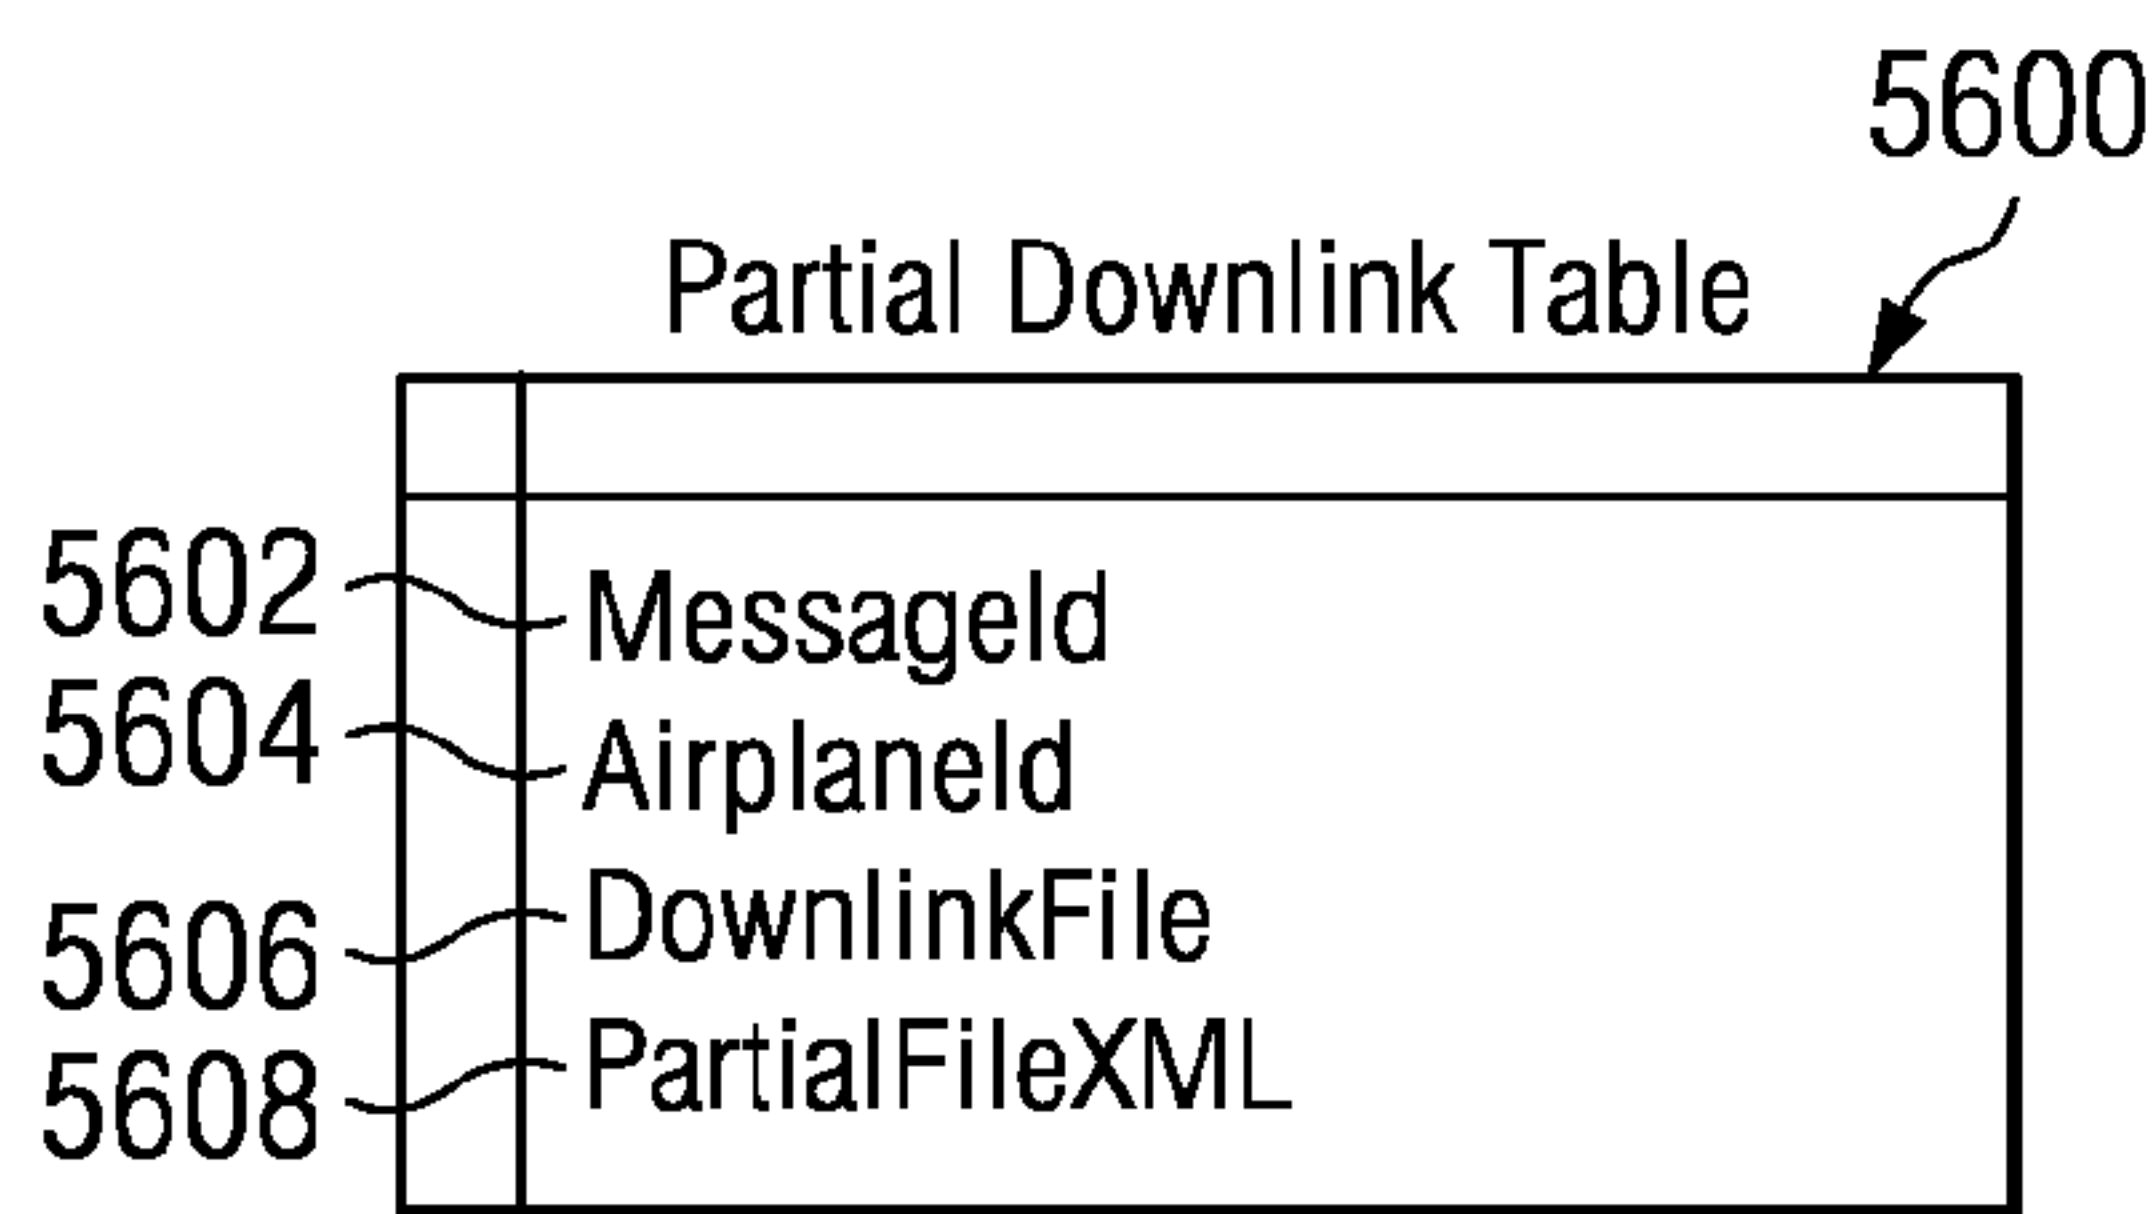 5600
Partial Downlink Table
5602 MessageId
5604 AirplaneId
5606 DownlinkFile
5608 PartialFileXML